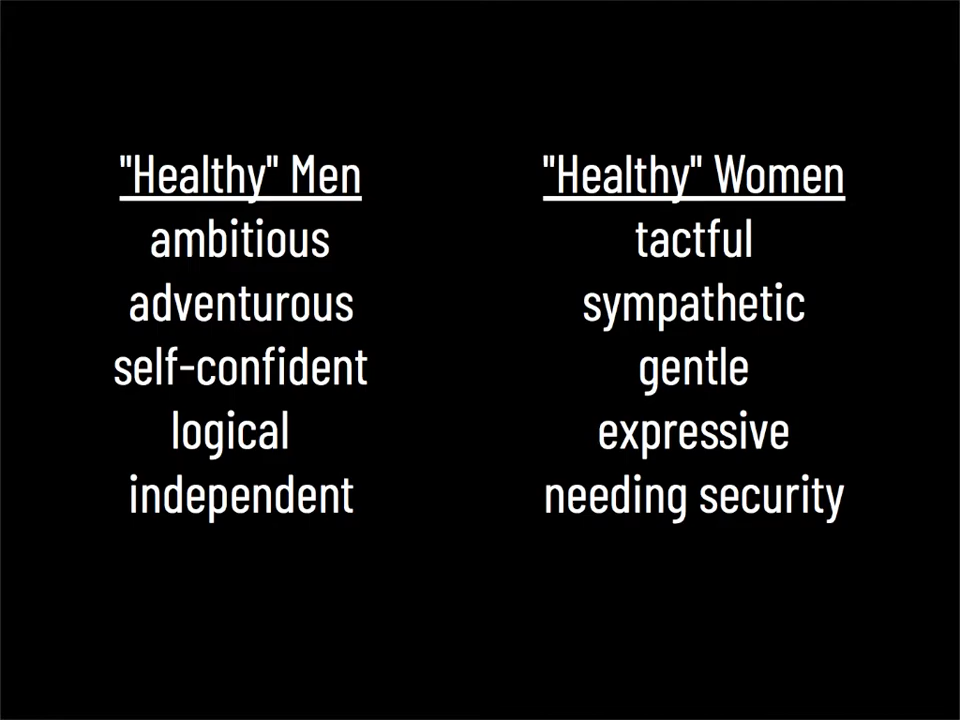 "Healthy" Men
ambitious
adventurous
self-confident
logical
independent
"Healthy" Women
tactful
sympathetic
gentle
expressive
needing security